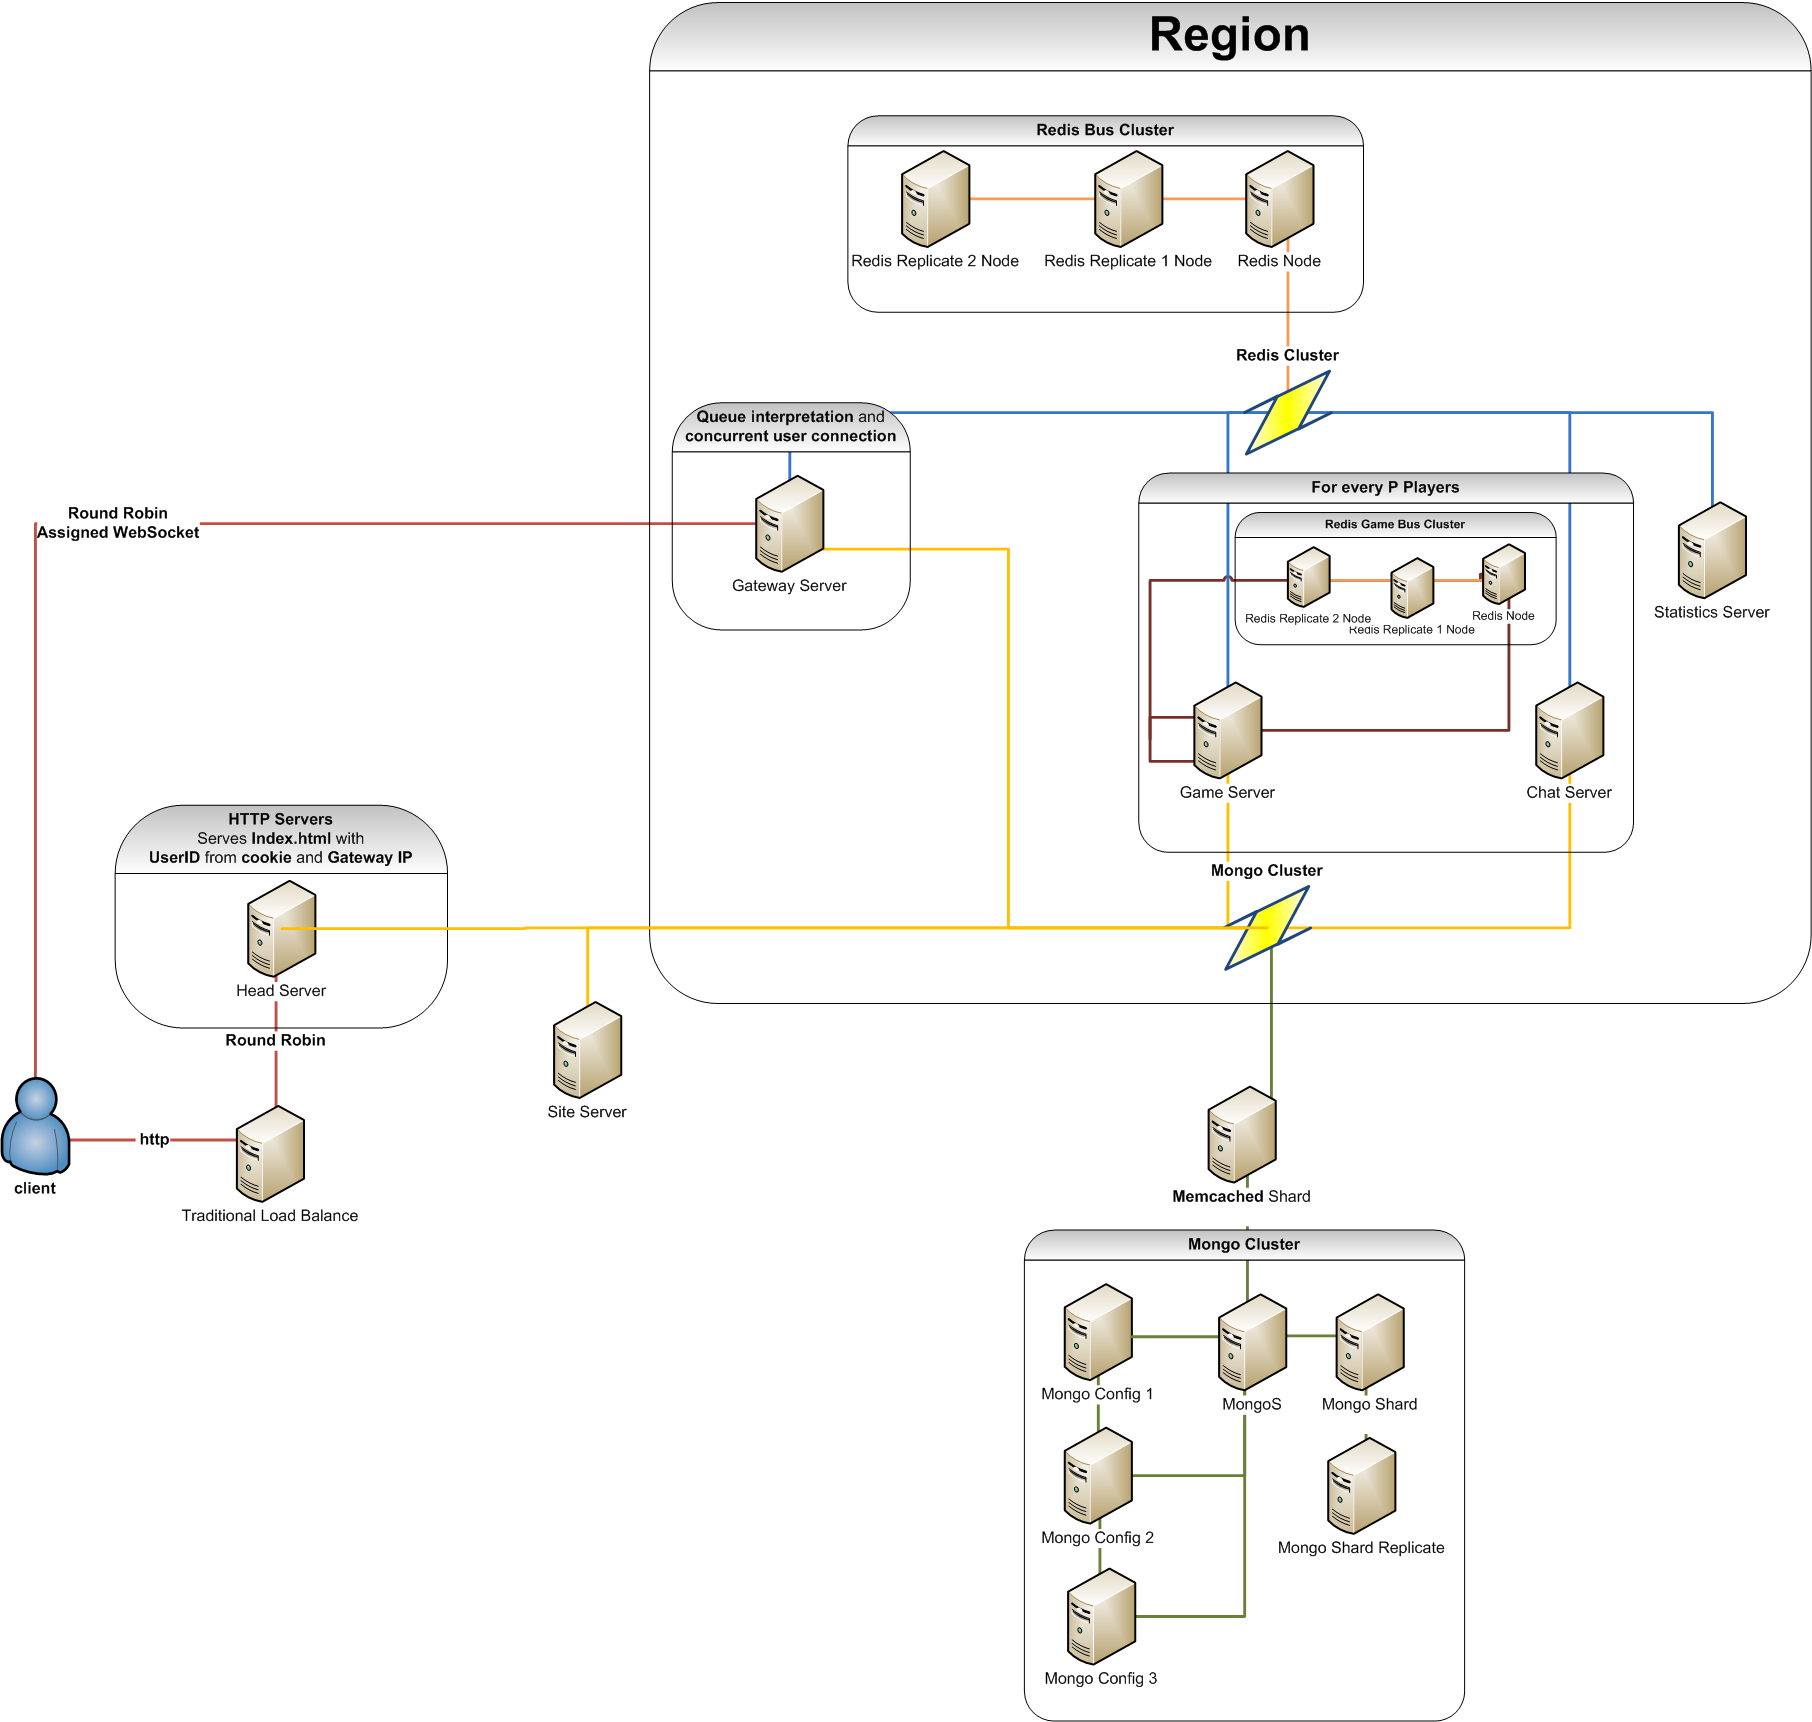 Region
Redis Bus Cluster
Redis Replicate 2 Node
Redis Replicate 1 Node
Redis Node
Redis Cluster
Queue interpretation and
concurrent user connection
Gateway Server
Round Robin
Assigned WebSocket
For every P Players
Redis Game Bus Cluster
Redis Replicate 2 Node
Redis Replicate 1 Node
Redis Node
Statistics Server
Game Server
Chat Server
Mongo Cluster
HTTP Servers
Serves Index.html with
UserID from cookie and Gateway IP
Head Server
Round Robin
Site Server
http
client
Traditional Load Balance
Memcached Shard
Mongo Cluster
Mongo Config 1
MongoS
Mongo Shard
Mongo Config 2
Mongo Shard Replicate
Mongo Config 3